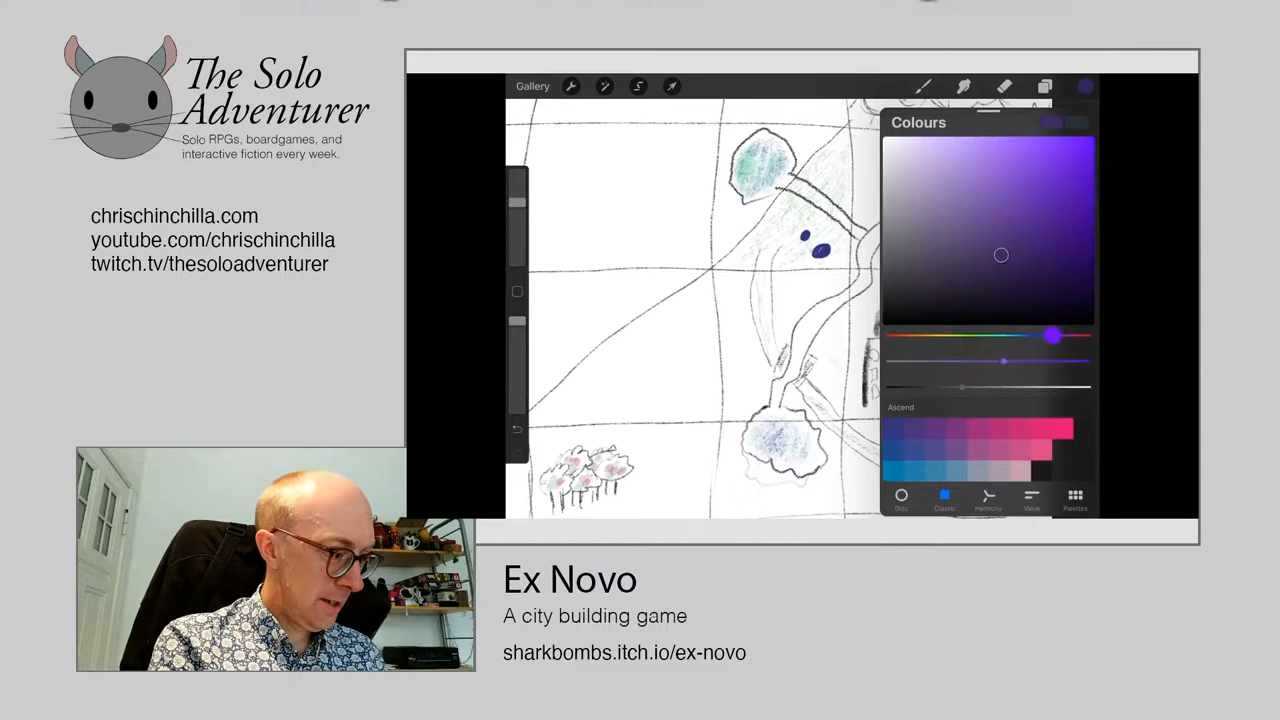 The Solo
Adventurer
Solo RPGs, boardgames, and
interactive fiction every week.
chrischinchilla.com
youtube.com/chrischinchilla
twitch.tv/thesoloadventurer
Gallery
Colours
Ascend
Disc
Classic
Harmony
Value
Palettes
Ex Novo
A city building game
sharkbombs.itch.io/ex-novo